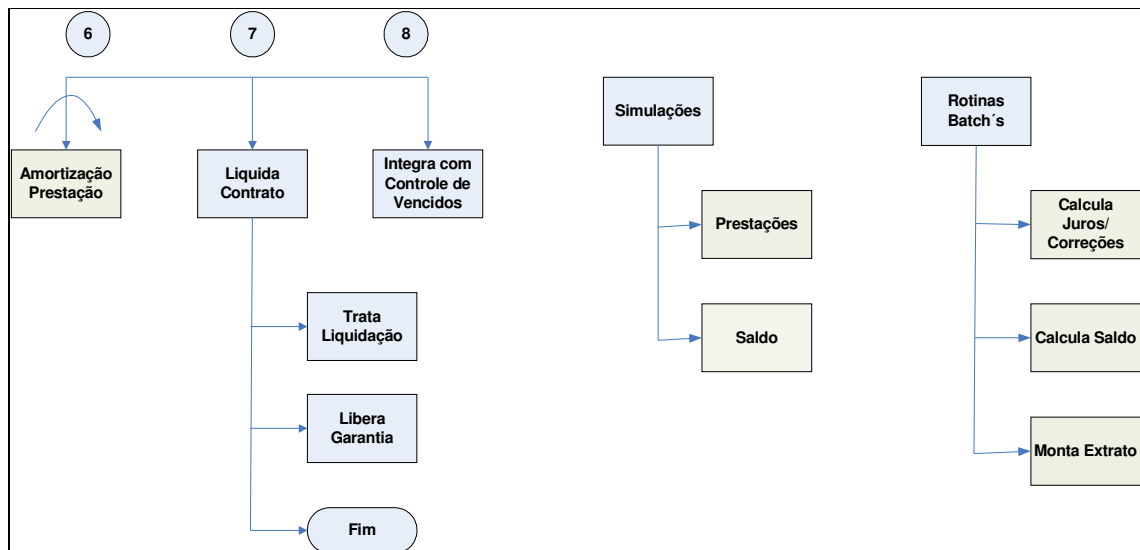 6
7
8
Amortização
Prestação
Liquida
Contrato
Integra com
Controle de
Vencidos
Trata
Liquidação
Libera
Garantia
Fim
Simulações
Prestações
Saldo
Rotinas
Batch´s
Calcula
Juros/
Correções
Calcula Saldo
Monta Extrato